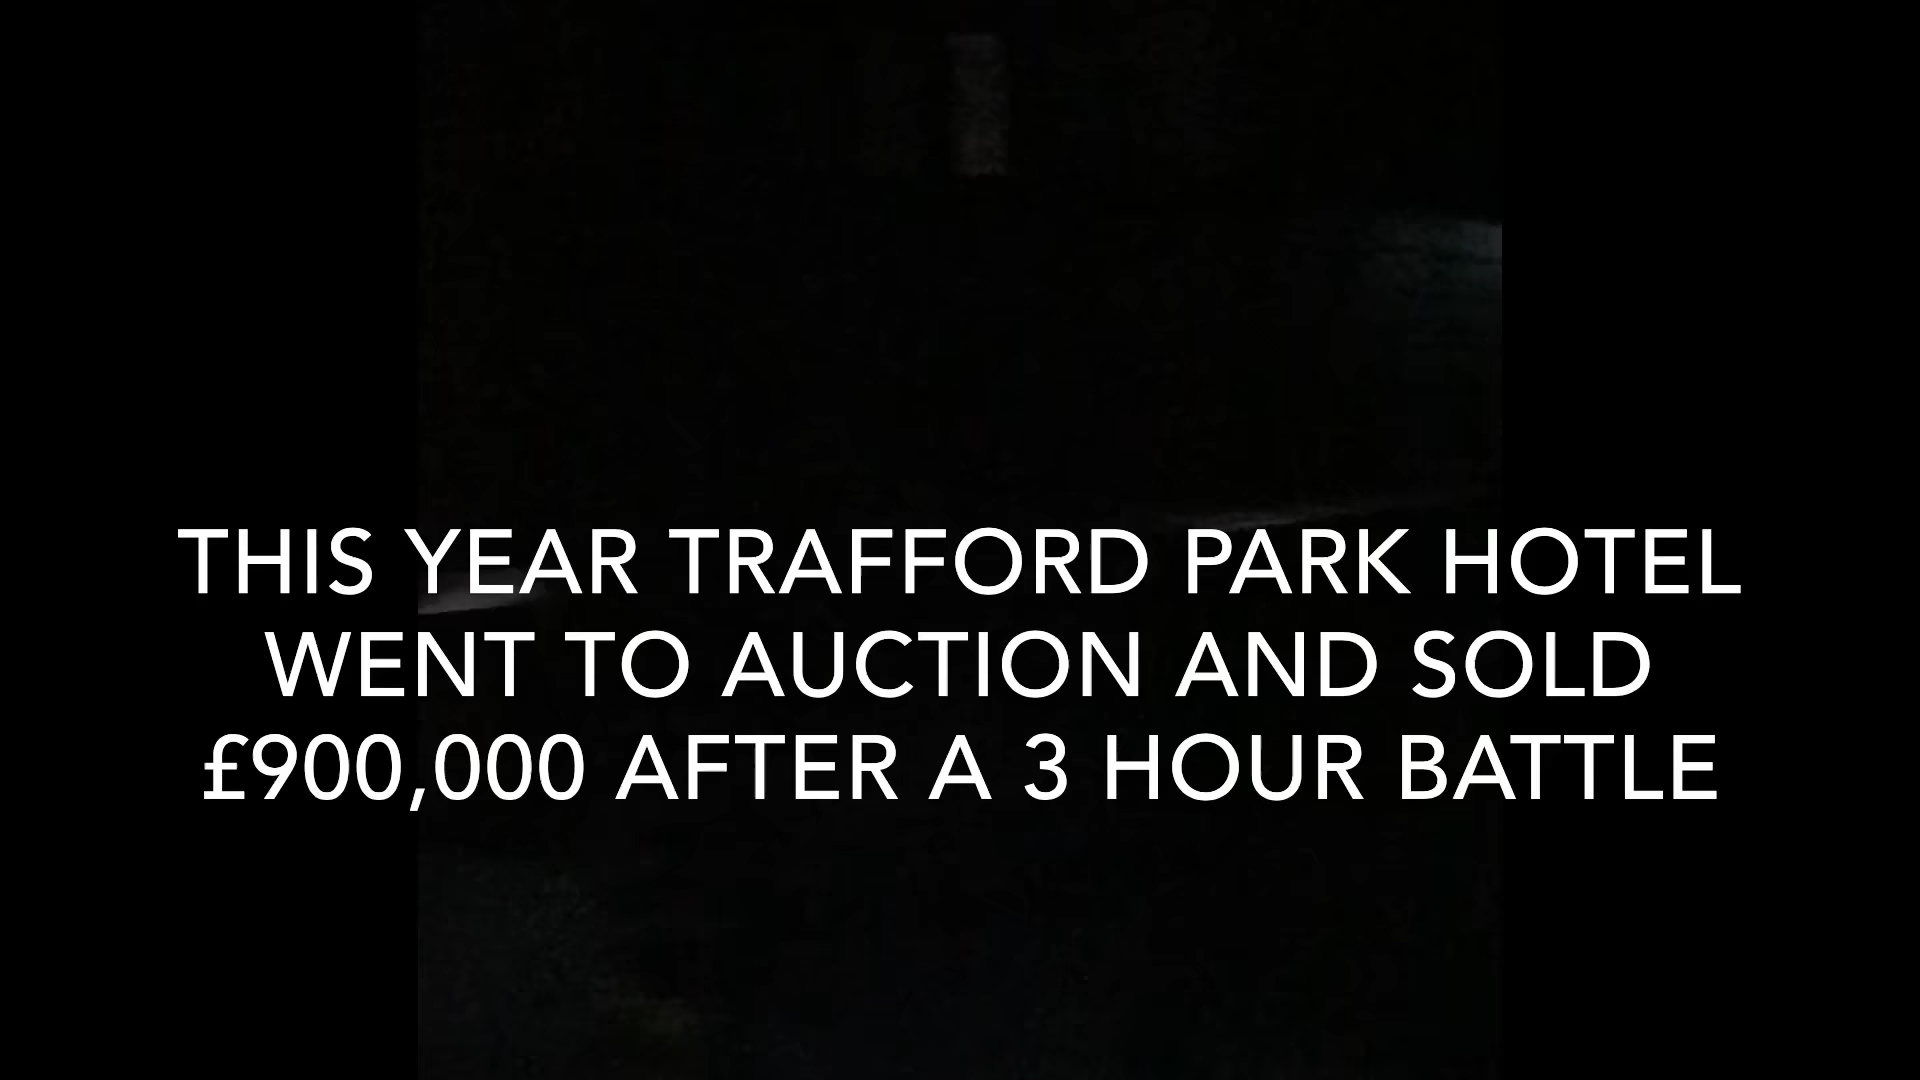 THIS YEAR TRAFFORD PARK HOTEL
WENT TO AUCTION AND SOLD
£900,000 AFTER A 3 HOUR BATTLE